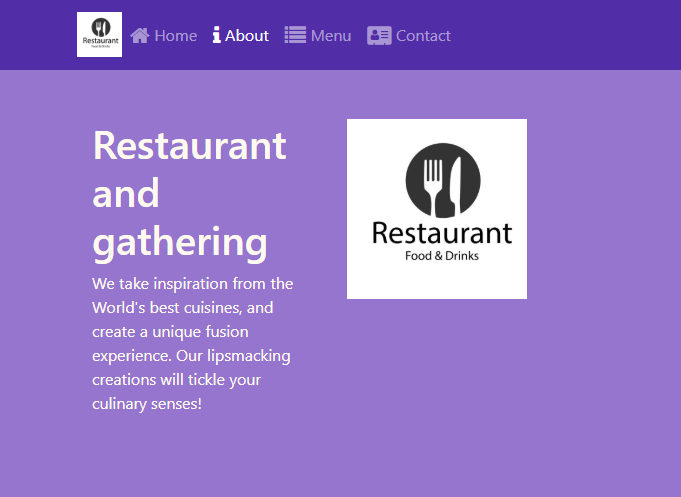 Restaurant
Food & Drinks
Home About Menu Contact
Restaurant
and
gathering
We take inspiration from the
World's best cuisines, and
create a unique fusion
experience. Our lipsmacking
creations will tickle your
culinary senses!
Restaurant
Food & Drinks